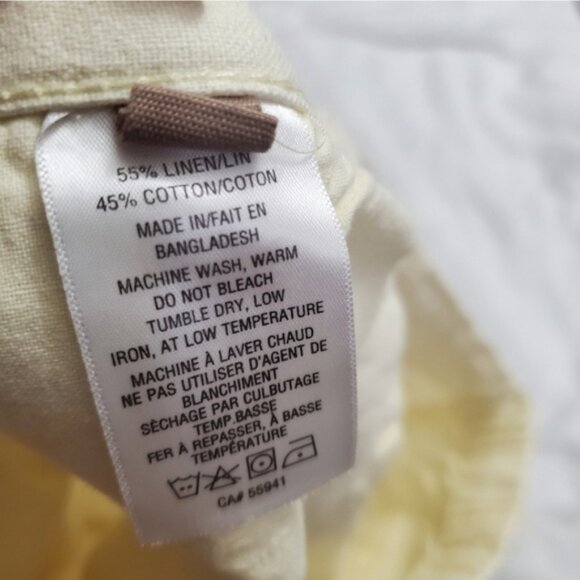 55% LINEN/LIN
45% COTTON/COTON
MADE IN/FAIT EN
BANGLADESH
MACHINE WASH, WARM
DO NOT BLEACH
TUMBLE DRY, LOW
IRON, AT LOW TEMPERATURE
MACHINE À LAVER CHAUD
NE PAS UTILISER D'AGENT DE
BLANCHIMENT
SÈCHAGE PAR CULBUTAGE
TEMP.BASSE
FER À REPASSER, À BASSE
TEMPÉRATURE
CA# 55941